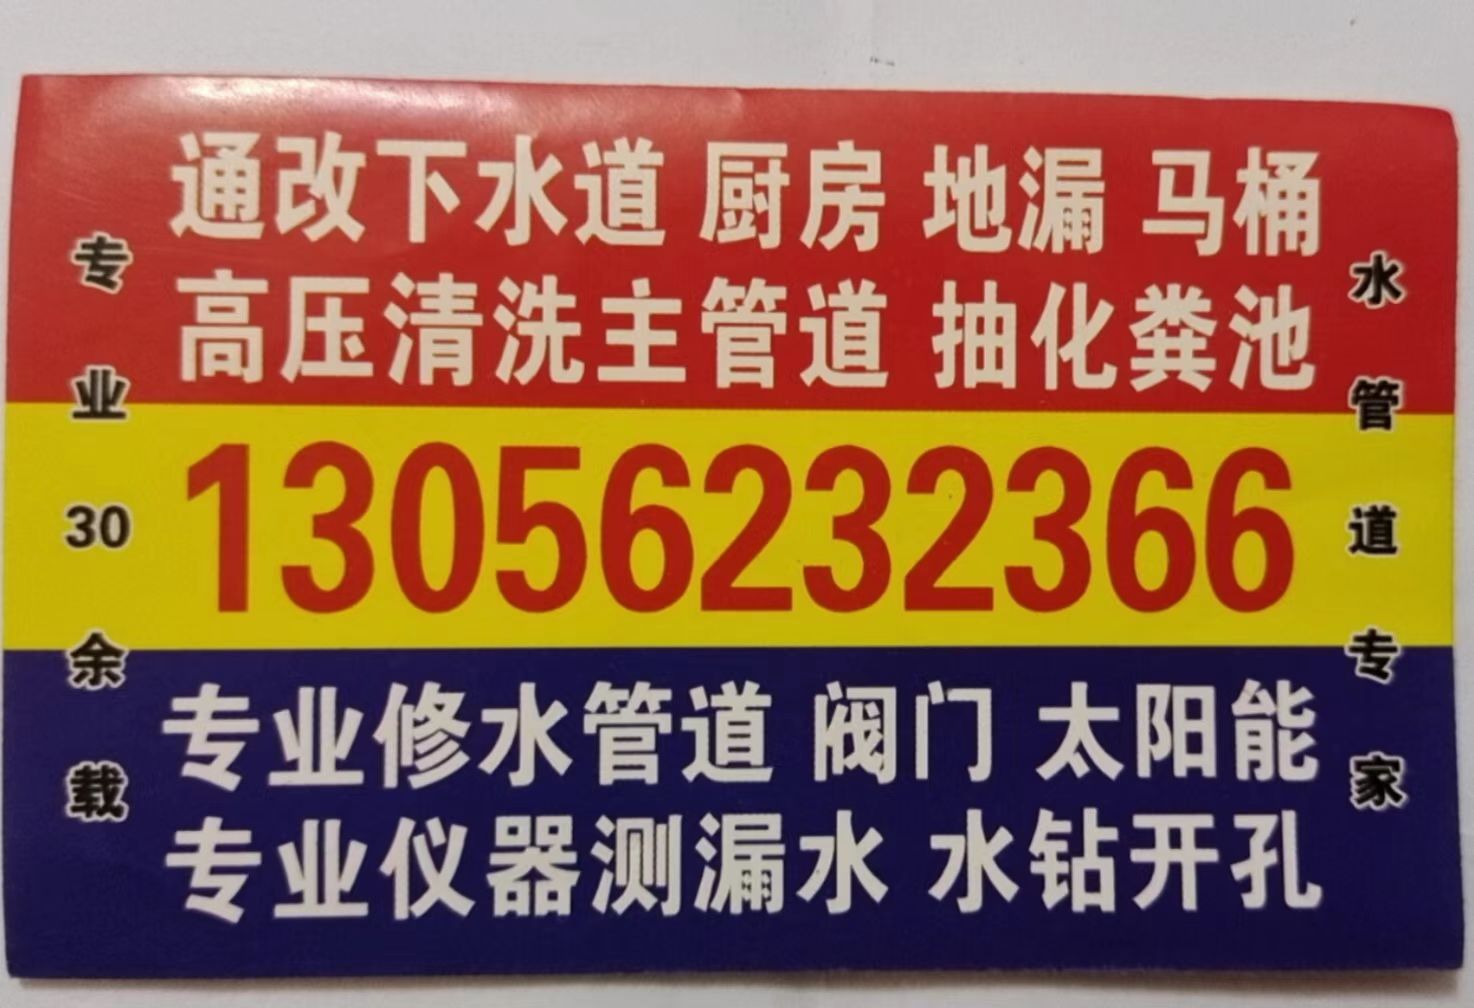 通改下水道 厨房 地漏 马桶
高压清洗主管道 抽化粪池
13056232366
专业修水管道 阀门 太阳能
专业仪器测漏水 水钻开孔
专业30余载
水管道专家